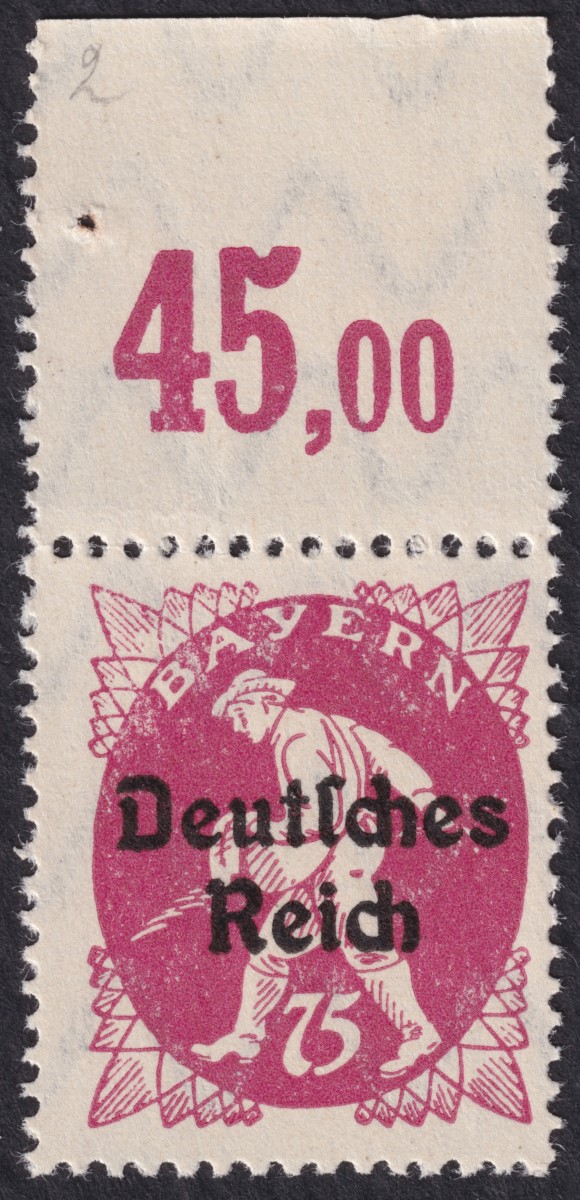 2
45,00
BAYERN
Deutſches
Reich
75